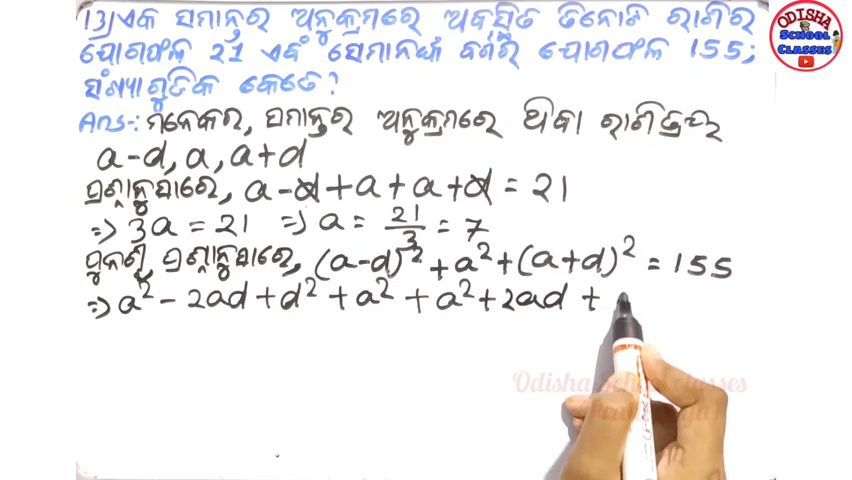 13) ଏକ ସମାନ୍ତର ଅନୁକ୍ରମରେ ଅବସ୍ଥିତ ତିନୋଟି ରାଶିର
ଯୋଗଫଳ 21 ଏବଂ ସେମାନଙ୍କ ବର୍ଗର ଯୋଗଫଳ 155;
ସଂଖ୍ୟାଗୁଡିକ କେତେ?
Ans:- ମନେକର, ସମାନ୍ତର ଅନୁକ୍ରମରେ ଥିବା ରାଶିତ୍ରୟ
a-d, a, a+d
ପ୍ରଶ୍ନାନୁସାରେ, a-d+a+a+d = 21
=> 3a = 21 => a = 21/3 = 7
ପୁନଶ୍ଚ, ପ୍ରଶ୍ନାନୁସାରେ, (a-d)² + a² + (a+d)² = 155
=> a² - 2ad + d² + a² + a² + 2ad +
ODISHA
SCHOOL
CLASSES
Odisha School classes